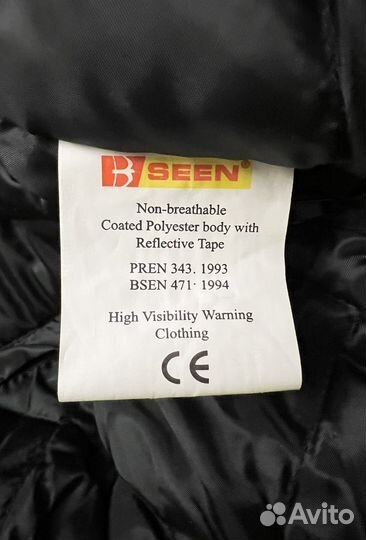 B SEEN®
Non-breathable
Coated Polyester body with
Reflective Tape
PREN 343. 1993
BSEN 471· 1994
High Visibility Warning
Clothing
CE
Avito